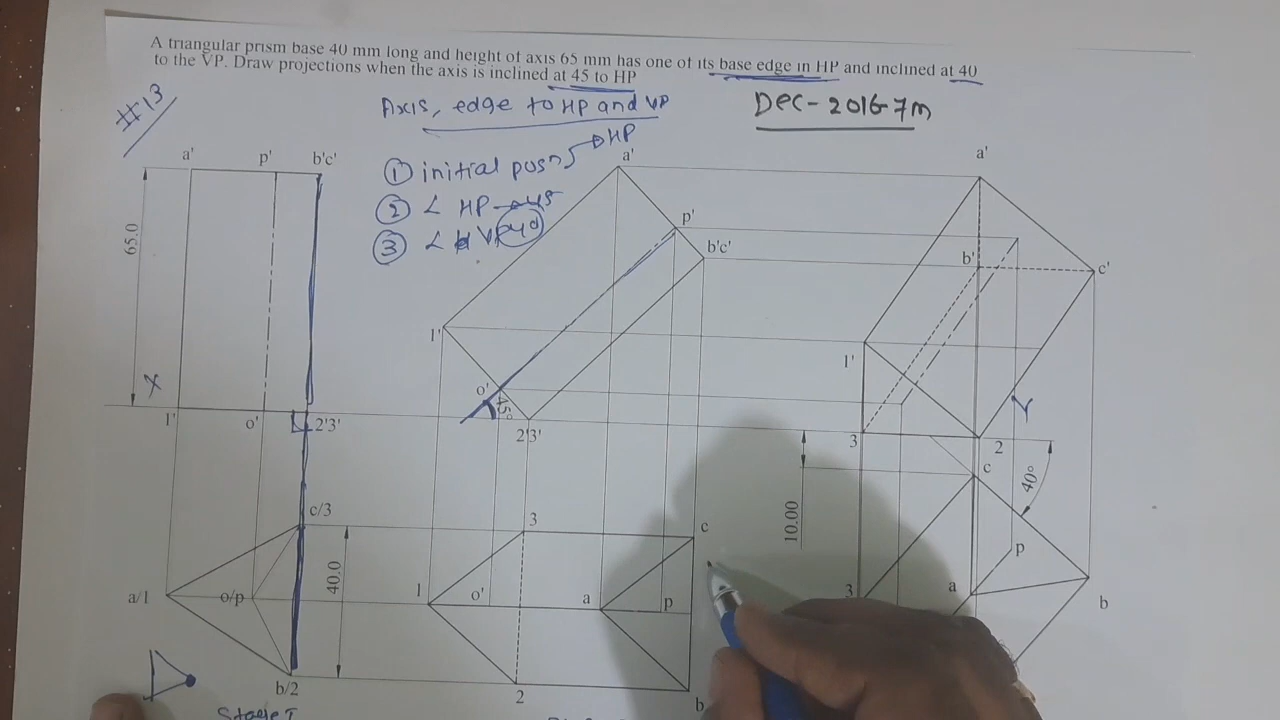 A triangular prism base 40 mm long and height of axis 65 mm has one of its base edge in HP and inclined at 40
to the VP. Draw projections when the axis is inclined at 45 to HP
#13
Axis, edge to HP and VP
Dec-2016-7m
① initial posn → HP
② ∠ HP-45
③ ∠ VP 40
a' p' b'c'
65.0
X
1' o' 2'3'
c/3
40.0
a/1 o/p
b/2
Stage I
a'
p'
b'c'
1'
o'
45°
2'3'
3 c
1 o' a p
2 b
a'
b' c'
1'
Y
3 2
10.00
c
40°
p
3 a
b